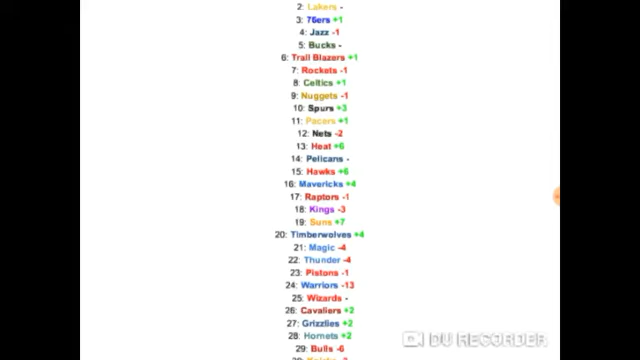 2: Lakers -
3: 76ers +1
4: Jazz -1
5: Bucks -
6: Trail Blazers +1
7: Rockets -1
8: Celtics +1
9: Nuggets -1
10: Spurs +3
11: Pacers +1
12: Nets -2
13: Heat +6
14: Pelicans -
15: Hawks +6
16: Mavericks +4
17: Raptors -1
18: Kings -3
19: Suns +7
20: Timberwolves +4
21: Magic -4
22: Thunder -4
23: Pistons -1
24: Warriors -13
25: Wizards -
26: Cavaliers +2
27: Grizzlies +2
28: Hornets +2
29: Bulls -6
DU RECORDER